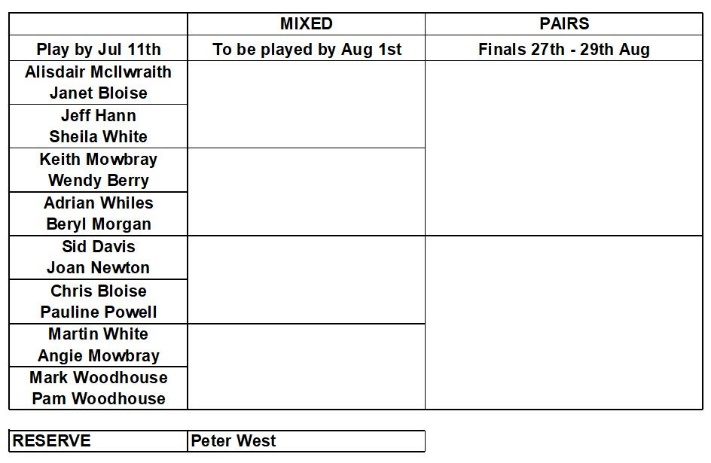 MIXED PAIRS
Play by Jul 11th To be played by Aug 1st Finals 27th - 29th Aug
Alisdair McIlwraith
Janet Bloise
Jeff Hann
Sheila White
Keith Mowbray
Wendy Berry
Adrian Whiles
Beryl Morgan
Sid Davis
Joan Newton
Chris Bloise
Pauline Powell
Martin White
Angie Mowbray
Mark Woodhouse
Pam Woodhouse
RESERVE Peter West